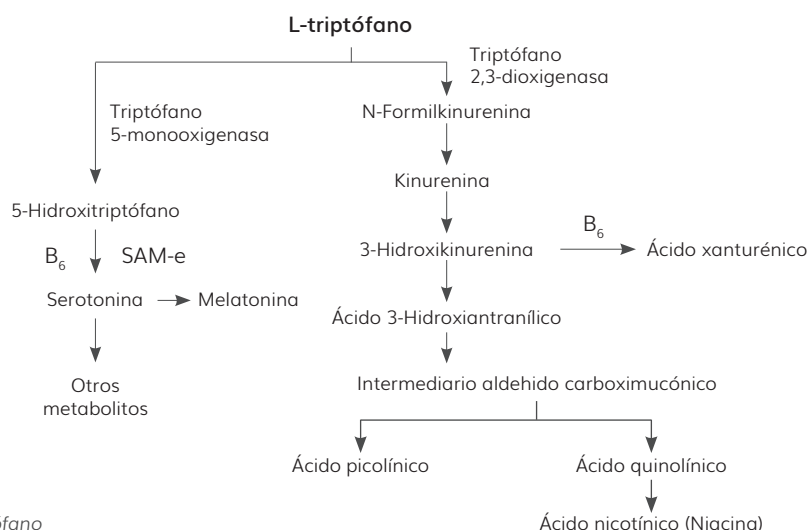 L-triptófano
Triptófano
2,3-dioxigenasa
Triptófano
5-monooxigenasa
N-Formilkinurenina
Kinurenina
5-Hidroxitriptófano
B₆
SAM-e
3-Hidroxikinurenina
B₆
Ácido xanturénico
Serotonina
Melatonina
Ácido 3-Hidroxiantranílico
Otros
metabolitos
Intermediario aldehido carboximucónico
Ácido picolínico
Ácido quinolínico
ófano
Ácido nicotínico (Niacina)